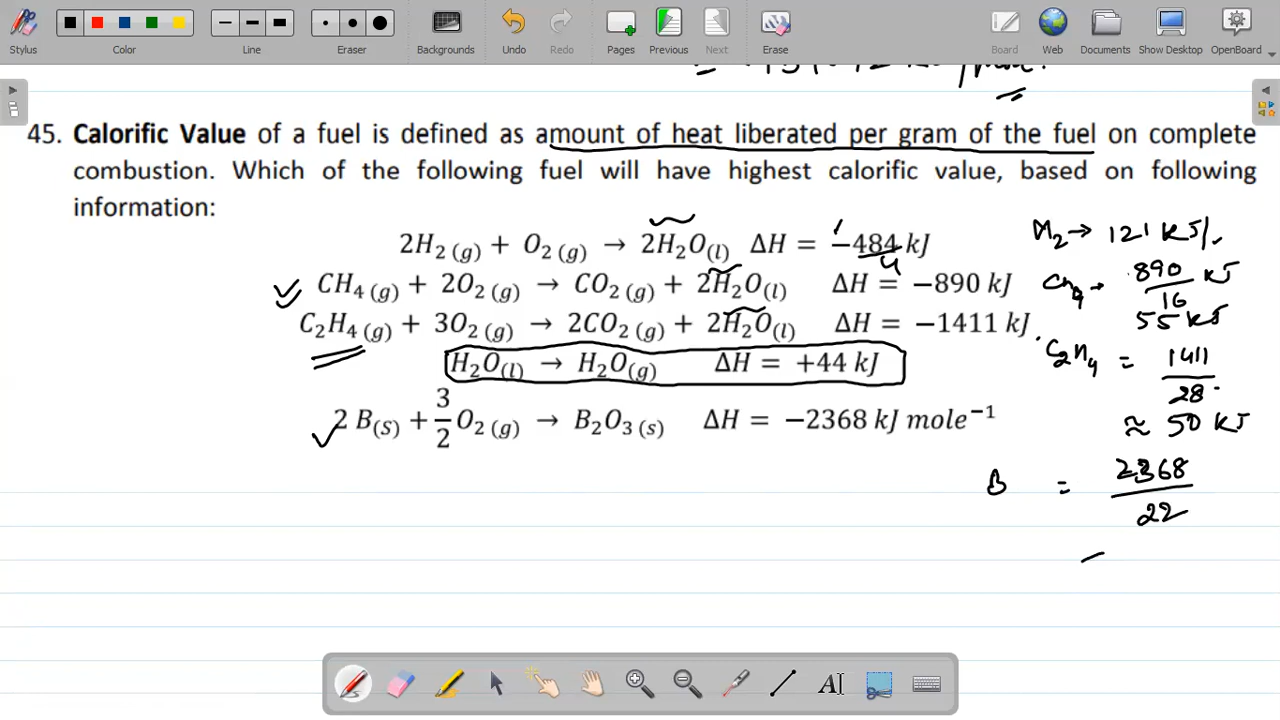 Stylus Color Line Eraser Backgrounds Undo Redo Pages Previous Next Erase Board Web Documents Show Desktop OpenBoard
45. Calorific Value of a fuel is defined as amount of heat liberated per gram of the fuel on complete
combustion. Which of the following fuel will have highest calorific value, based on following
information:
2H₂ (g) + O₂ (g) → 2H₂O(l) ΔH = −484 kJ
4
H₂ → 121 KJ/
CH₄ (g) + 2O₂ (g) → CO₂ (g) + 2H₂O(l) ΔH = −890 kJ
CH₄ → 890/16 KJ
55 KJ
C₂H₄ (g) + 3O₂ (g) → 2CO₂ (g) + 2H₂O(l) ΔH = −1411 kJ
C₂H₄ = 1411/28
H₂O(l) → H₂O(g) ΔH = +44 kJ
≈ 50 KJ
2 B(S) + 3/2 O₂ (g) → B₂O₃ (s) ΔH = −2368 kJ mole⁻¹
B = 2368/22
AI